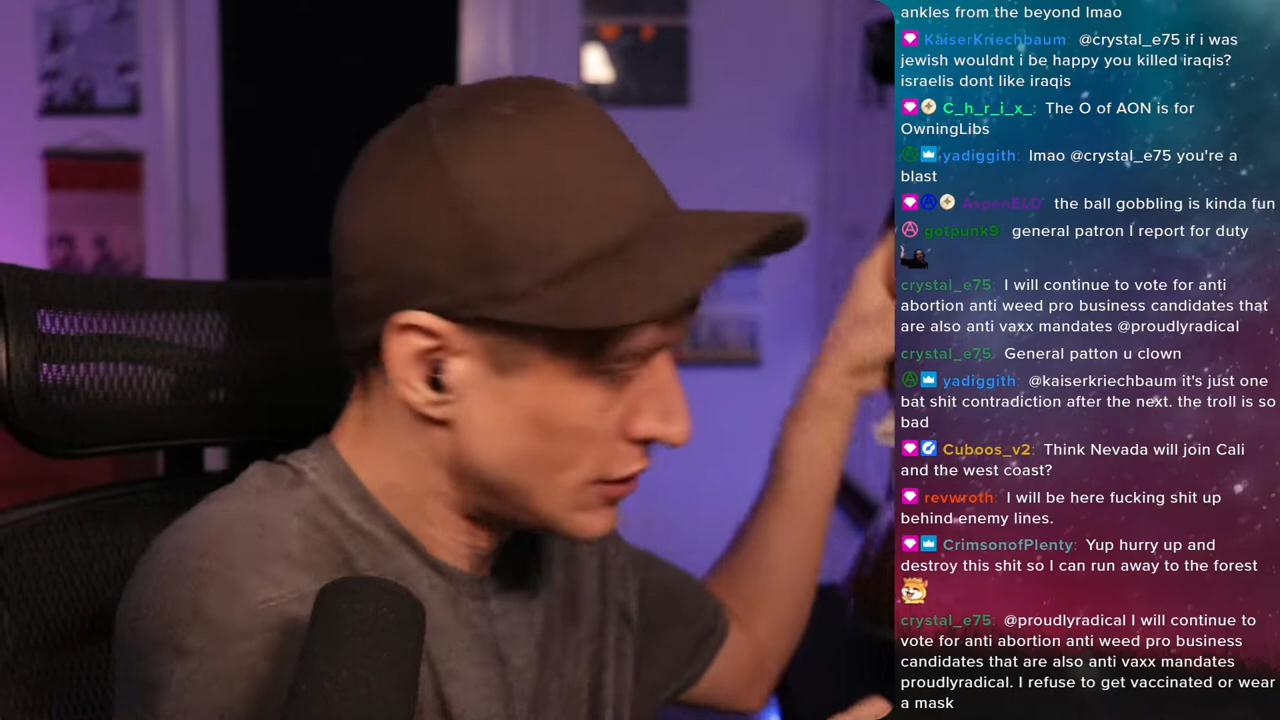 ankles from the beyond lmao
KaiserKriechbaum: @crystal_e75 if i was
jewish wouldnt i be happy you killed iraqis?
israelis dont like iraqis
C_h_r_i_x_: The O of AON is for
OwningLibs
yadiggith: lmao @crystal_e75 you're a
blast
AspenELO: the ball gobbling is kinda fun
gotpunk9: general patron I report for duty
crystal_e75: I will continue to vote for anti
abortion anti weed pro business candidates that
are also anti vaxx mandates @proudlyradical
crystal_e75: General patton u clown
yadiggith: @kaiserkriechbaum it's just one
bat shit contradiction after the next. the troll is so
bad
Cuboos_v2: Think Nevada will join Cali
and the west coast?
revwroth: I will be here fucking shit up
behind enemy lines.
CrimsonofPlenty: Yup hurry up and
destroy this shit so I can run away to the forest
crystal_e75: @proudlyradical I will continue to
vote for anti abortion anti weed pro business
candidates that are also anti vaxx mandates
proudlyradical. I refuse to get vaccinated or wear
a mask